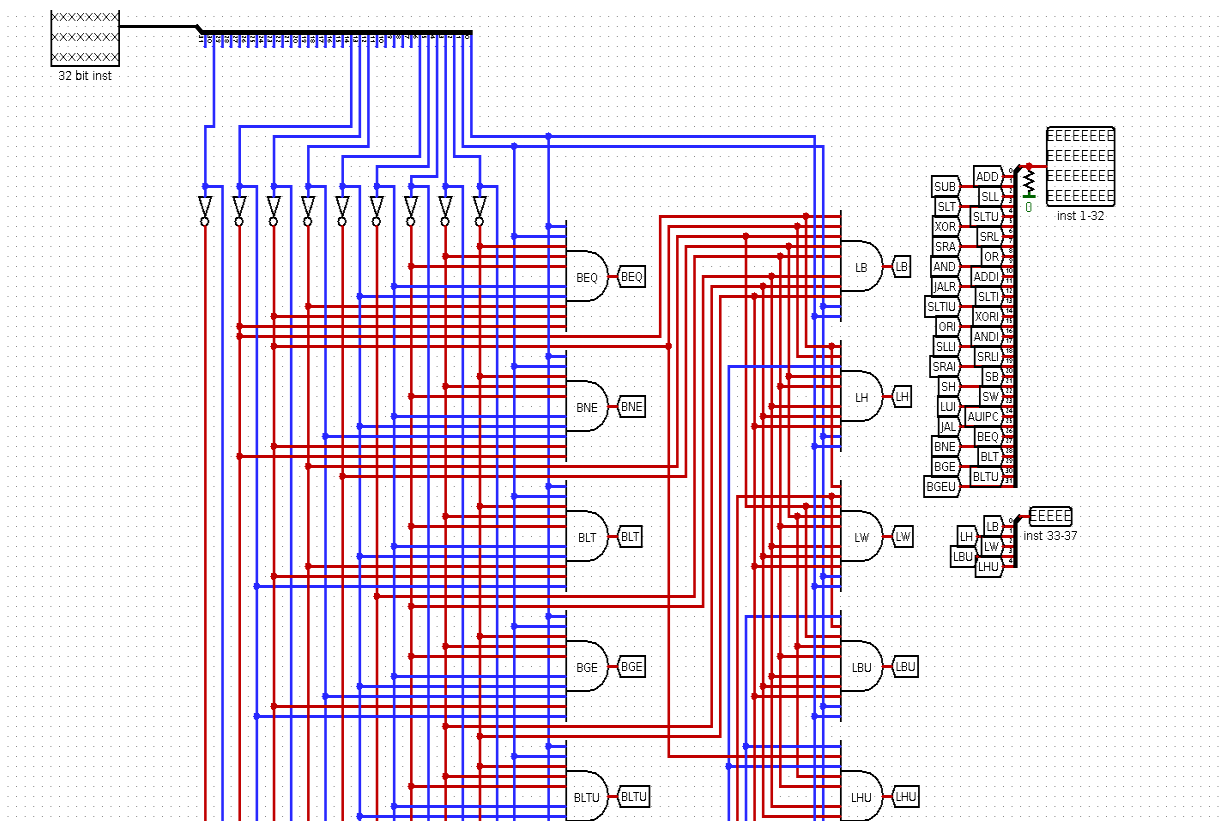 XXXXXXXX
XXXXXXXX
XXXXXXXX
32 bit inst
BEQ BEQ
BNE BNE
BLT BLT
BGE BGE
BLTU BLTU
LB LB
LH LH
LW LW
LBU LBU
LHU LHU
ADD
SUB
SLL
SLT
SLTU
XOR
SRL
SRA
OR
AND
ADDI
JALR
SLTI
SLTIU
XORI
ORI
ANDI
SLLI
SRLI
SRAI
SB
SH
SW
LUI
AUIPC
JAL
BEQ
BNE
BLT
BGE
BLTU
BGEU
0
EEEEEEEE
EEEEEEEE
EEEEEEEE
EEEEEEEE
inst 1-32
LB
LH
LW
LBU
LHU
EEEEE
inst 33-37